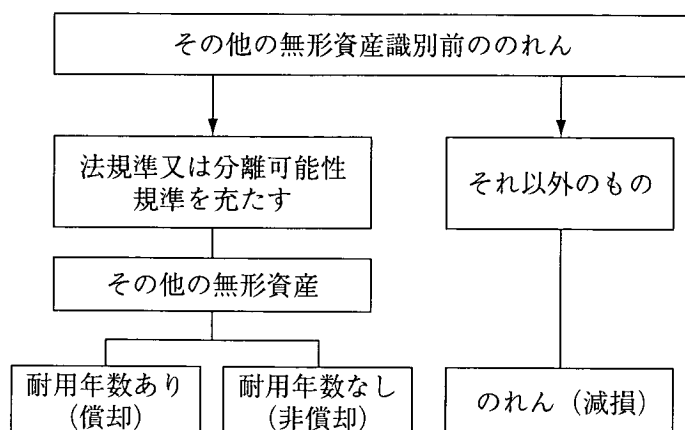 その他の無形資産識別前ののれん
法規準又は分離可能性
規準を充たす
それ以外のもの
その他の無形資産
耐用年数あり
(償却)
耐用年数なし
(非償却)
のれん（減損）